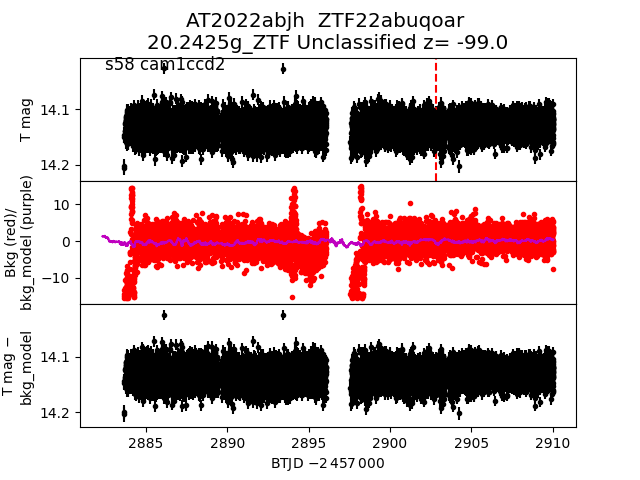 AT2022abjh  ZTF22abuqoar
20.2425g_ZTF Unclassified z= -99.0
s58 cam1ccd2
T mag
14.1
14.2
Bkg (red)/
bkg_model (purple)
10
0
−10
T mag −
bkg_model
14.1
14.2
2885 2890 2895 2900 2905 2910
BTJD −2 457 000